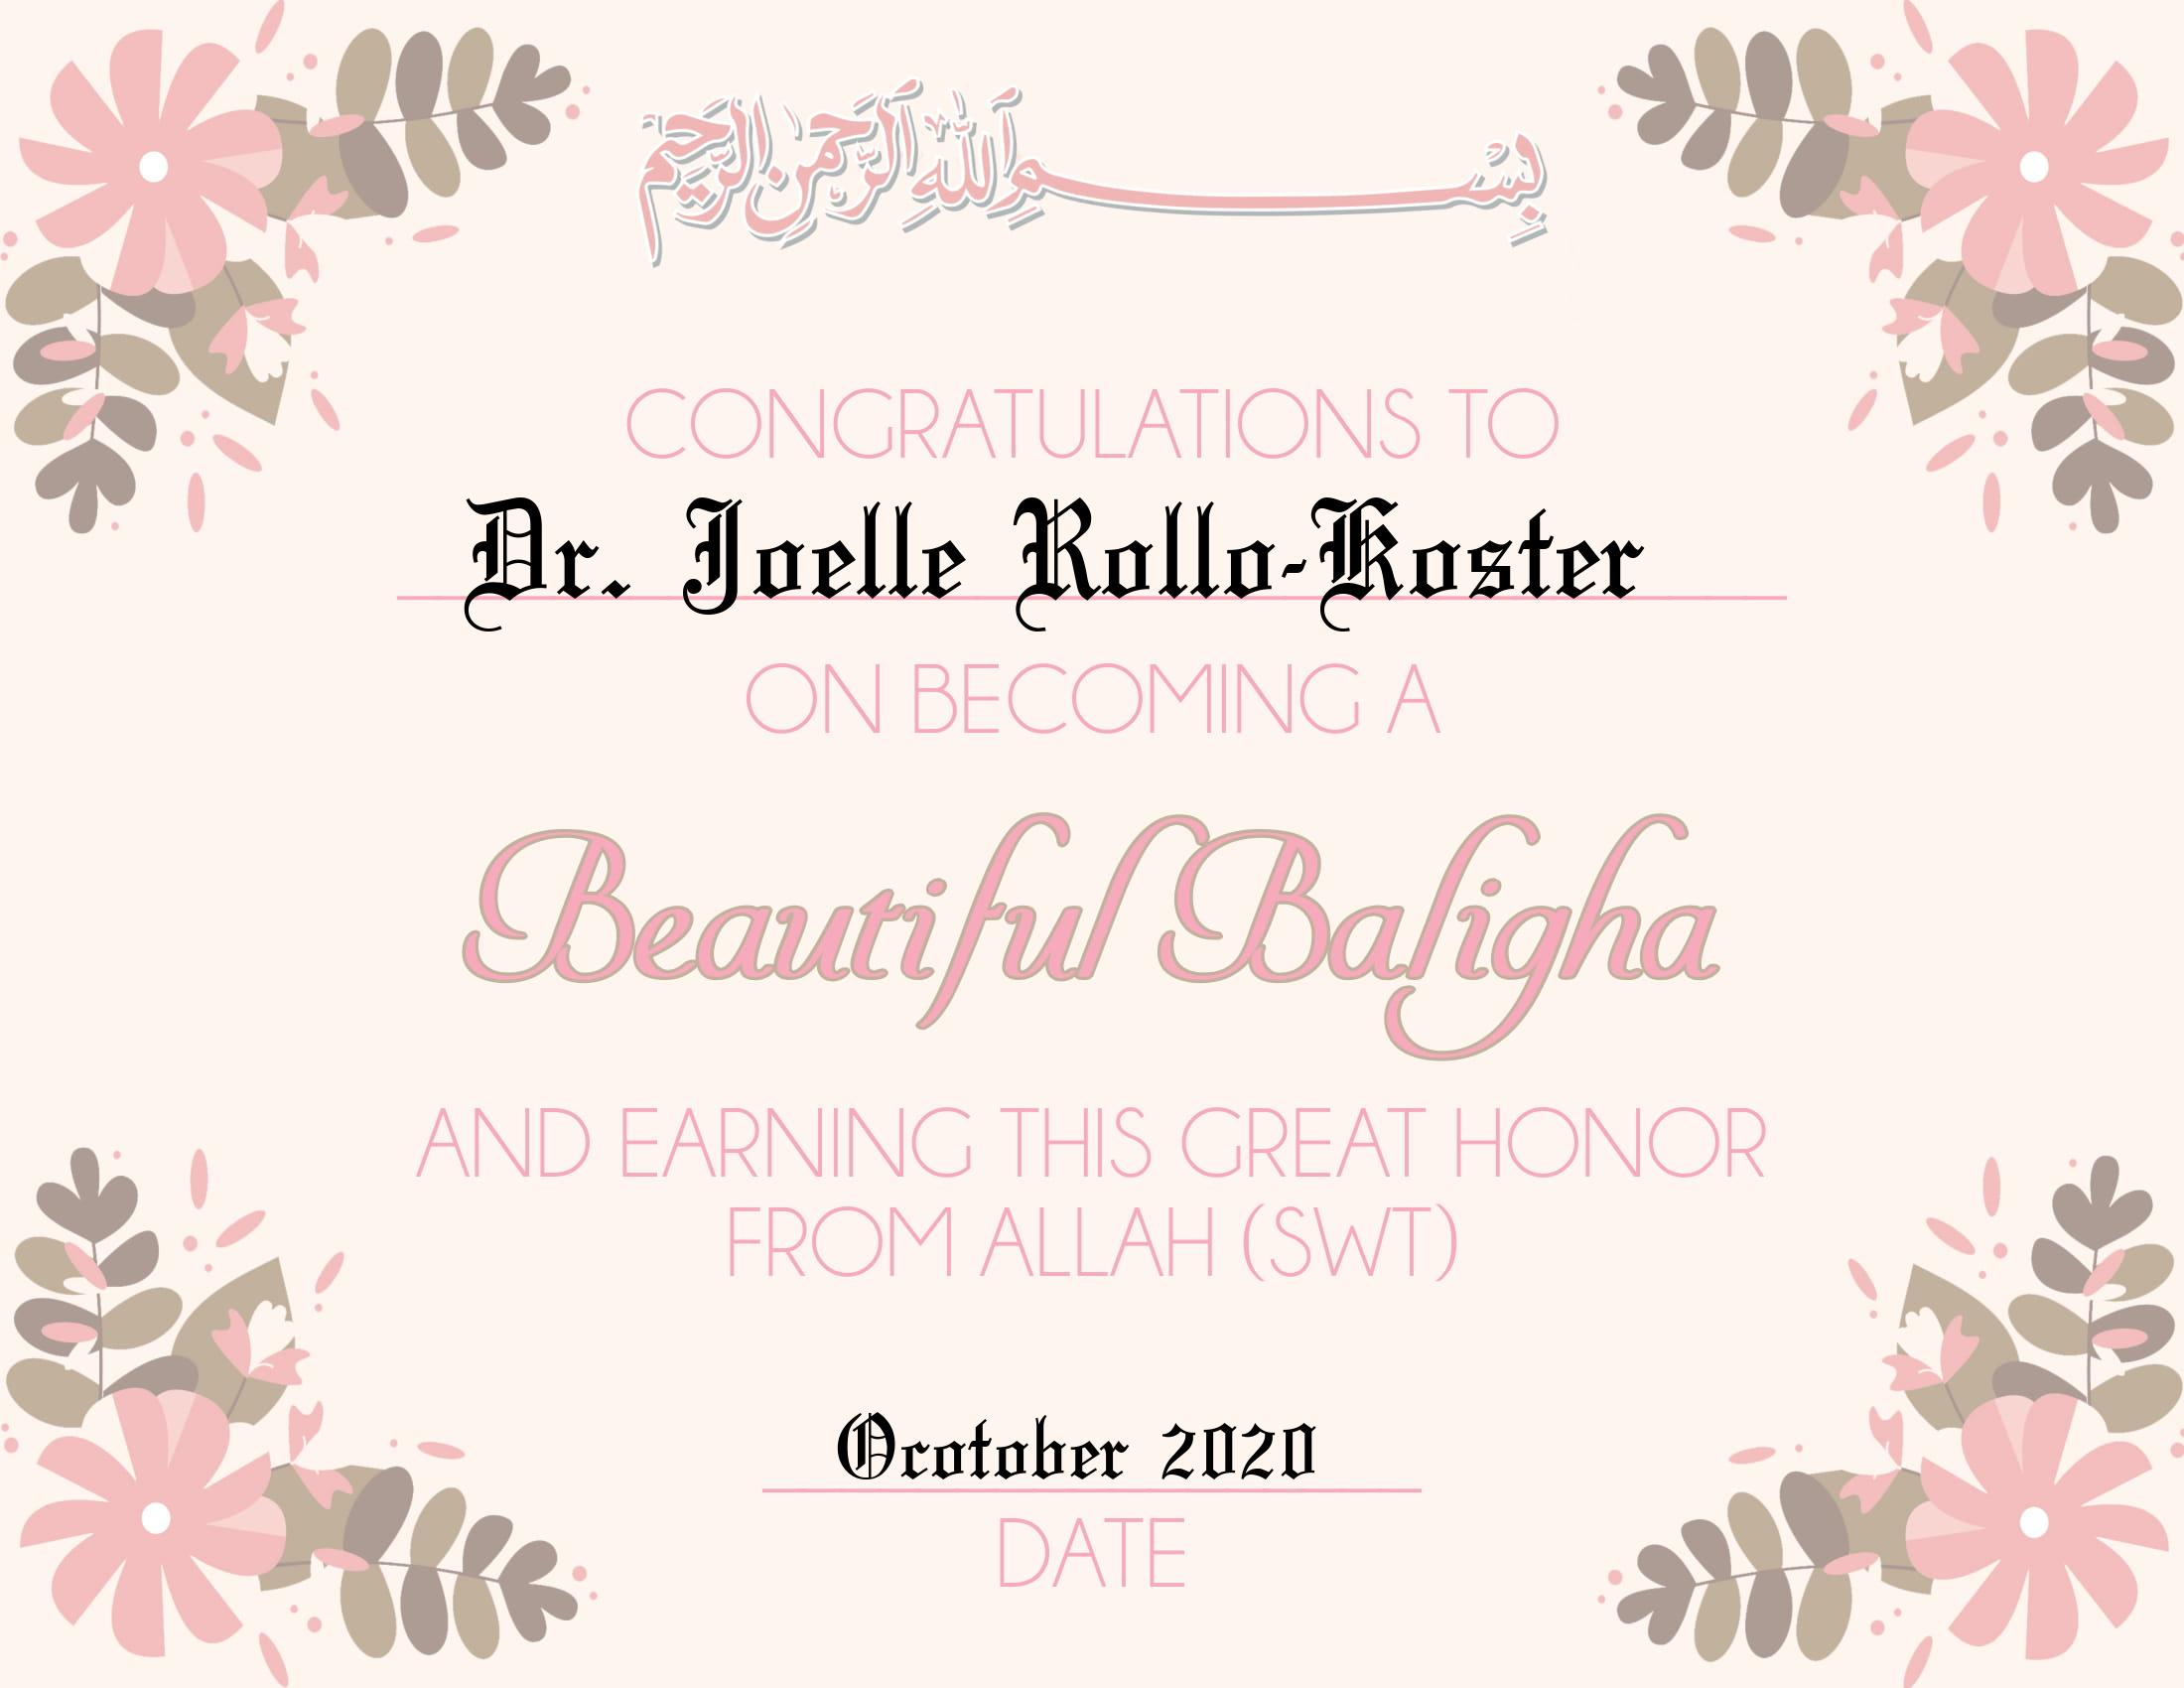 بِسْمِ اللَّهِ الرَّحْمَنِ الرَّحِيمِ
CONGRATULATIONS TO
Dr. Joelle Rollo-Koster
ON BECOMING A
Beautiful Baligha
AND EARNING THIS GREAT HONOR
FROM ALLAH (SWT)
October 2020
DATE